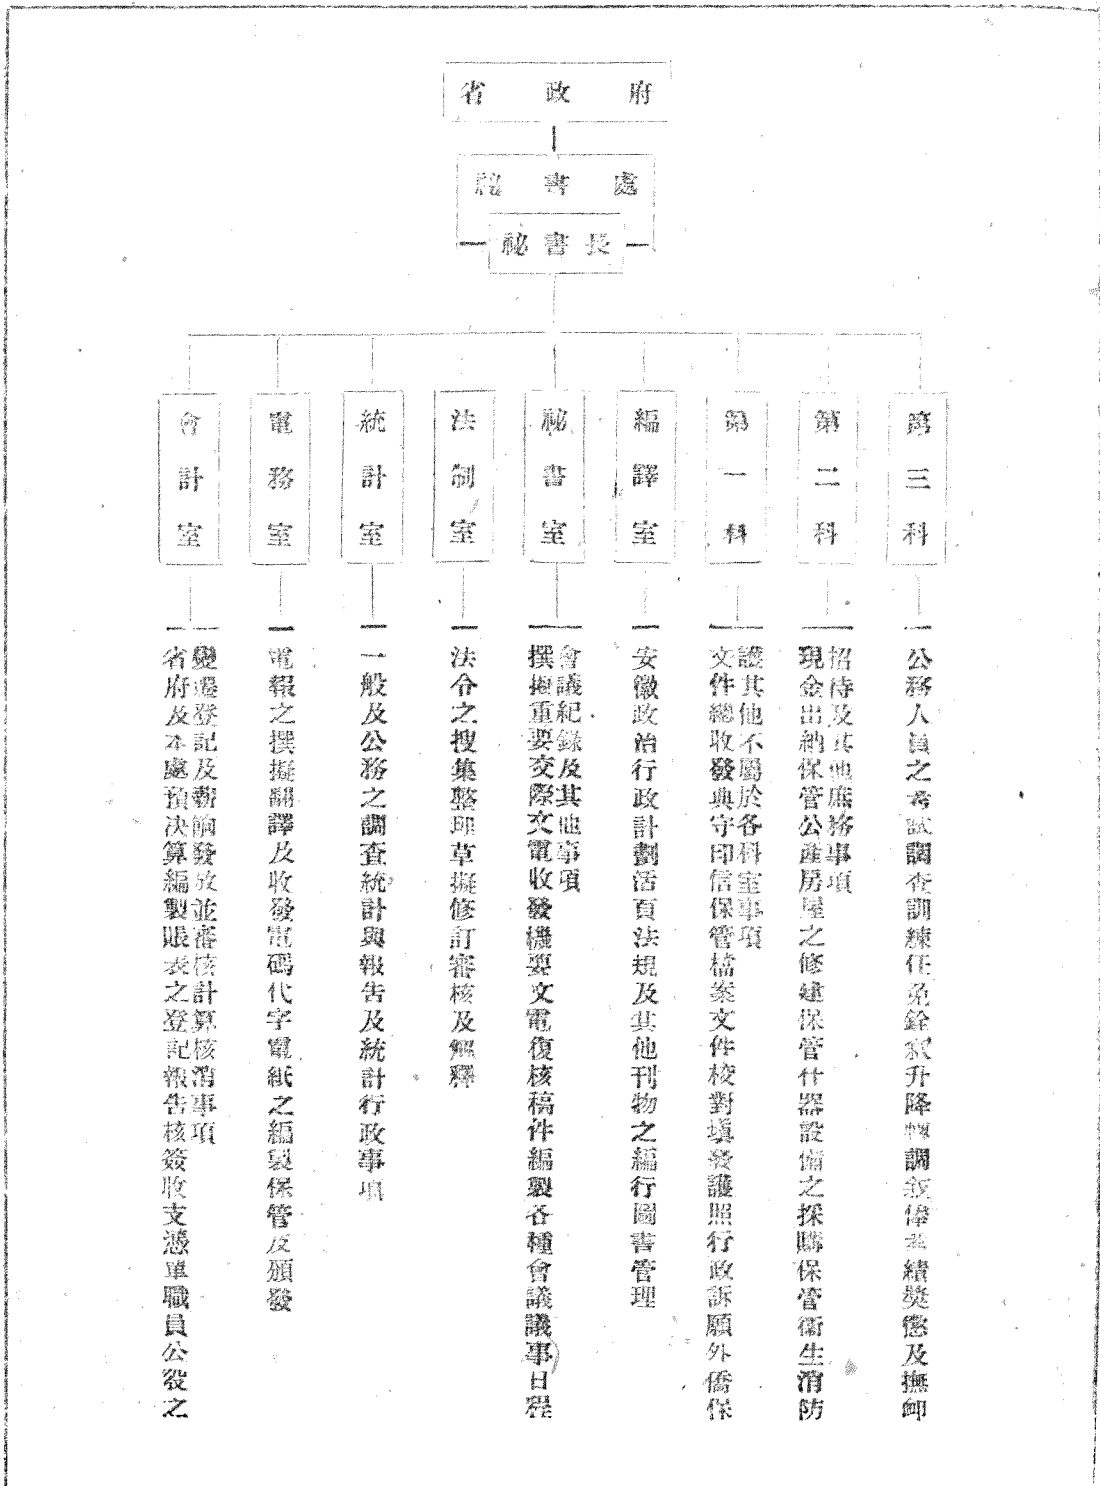 省政府
祕書處
祕書長
會計室
電務室
統計室
法制室
祕書室
編譯室
第一科
第二科
第三科
省府及本處預決算編製賬表之登記報告核簽收支憑單職員公役之
變遷登記及薪餉發放並審核計算核消事項
電報之撰擬翻譯及收發電碼代字電紙之編製保管及頒發
一般及公務之調查統計與報告及統計行政事項
法令之搜集整理草擬修訂審核及解釋
撰擬重要交際文電收發機要文電復核稿件編製各種會議議事日程
會議紀錄及其他事項
安徽政治行政計劃活頁法規及其他刊物之編行圖書管理
文件總收發典守印信保管檔案文件校對塡發護照行政訴願外僑保
護其他不屬於各科室事項
現金出納保管公產房屋之修建保管什器設備之採購保管衞生消防
招待及其他庶務事項
公務人員之考試調查訓練任免銓敘升降轉調敘俸考績獎懲及撫卹